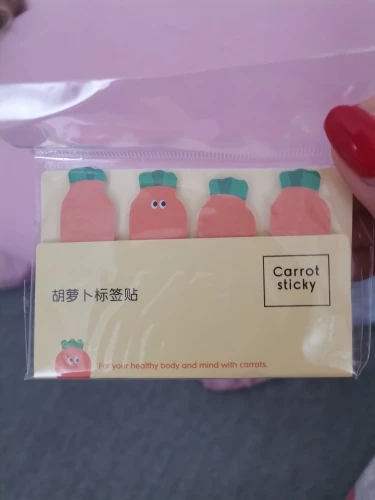 Carrot
sticky
胡萝卜标签贴
For your healthy body and mind with carrots.